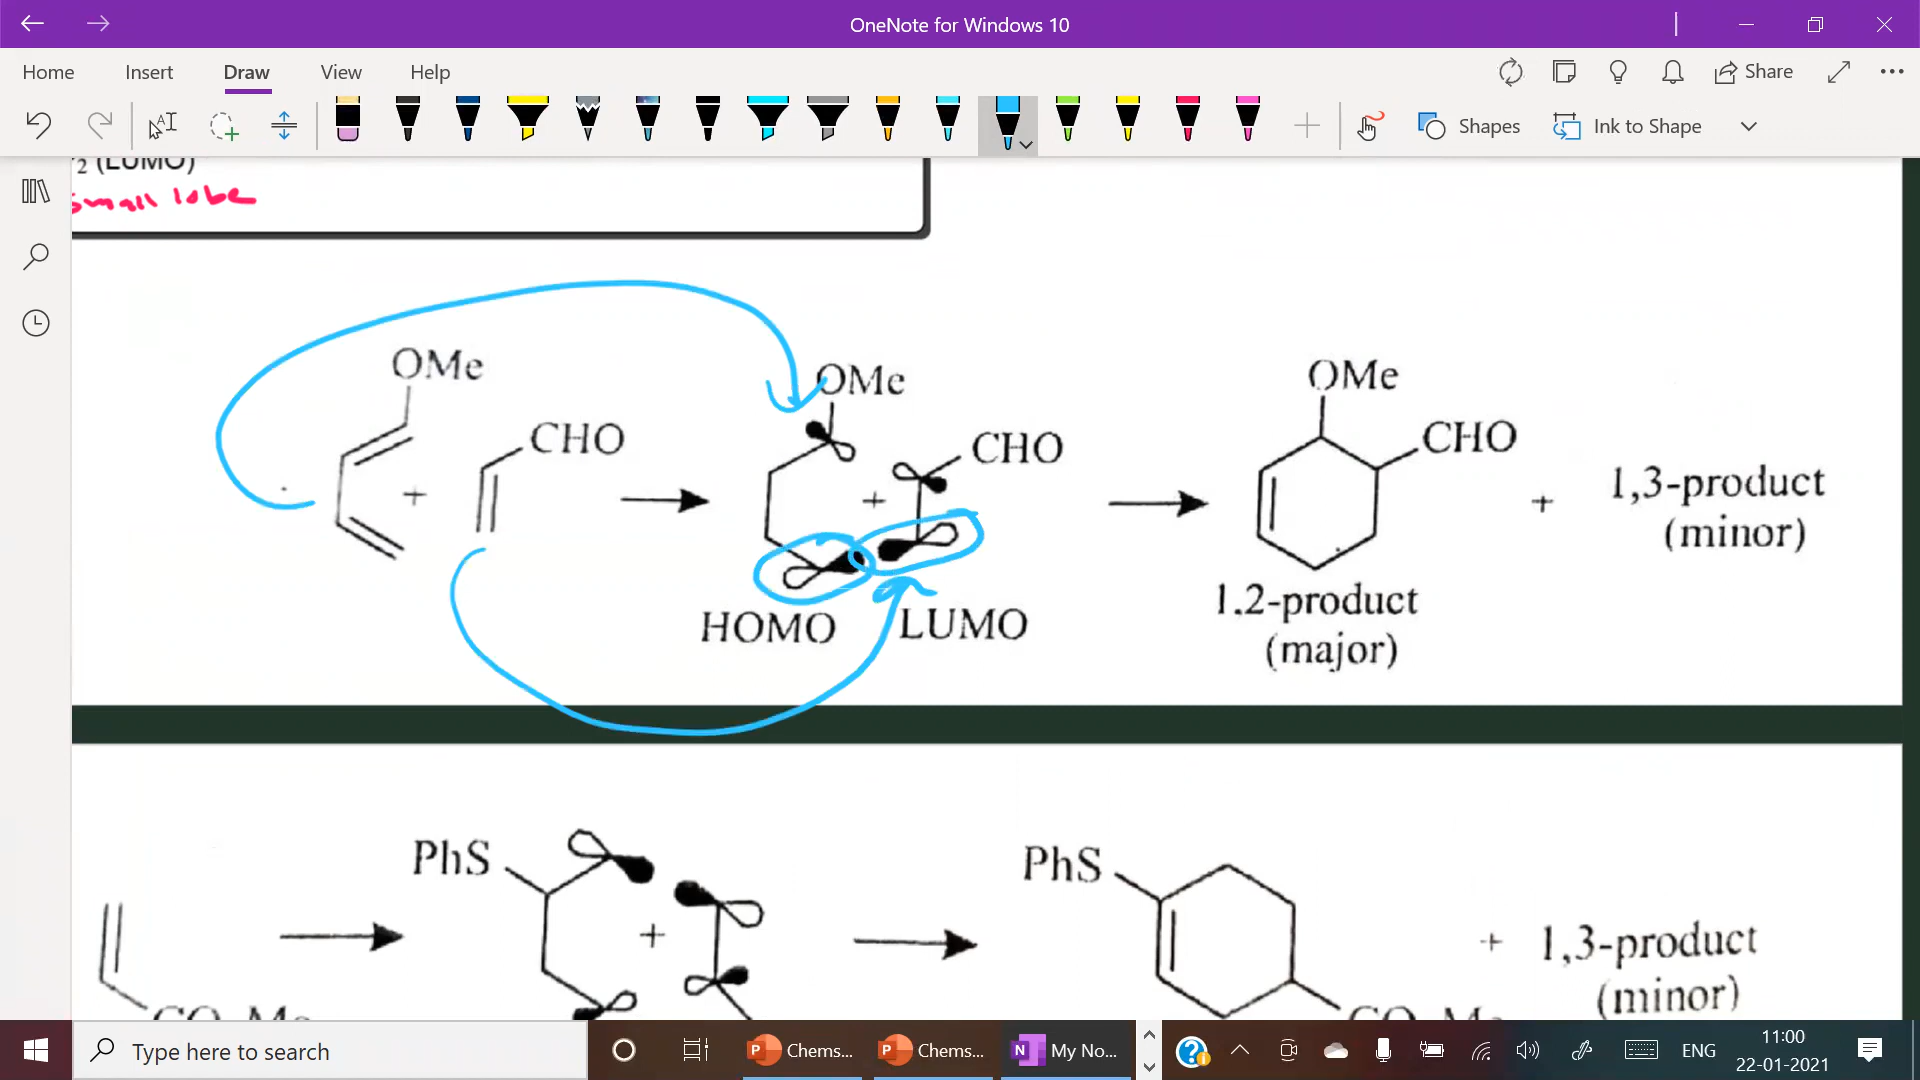 OneNote for Windows 10
Home Insert Draw View Help
Share
Shapes
Ink to Shape
2 (LUMO)
small lobe
OMe
CHO
+
OMe
CHO
+
HOMO
LUMO
OMe
CHO
1.2-product
(major)
+
1,3-product
(minor)
PhS
+
PhS
+ 1,3-product
(minor)
Type here to search
Chems...
Chems...
My No...
ENG
11:00
22-01-2021